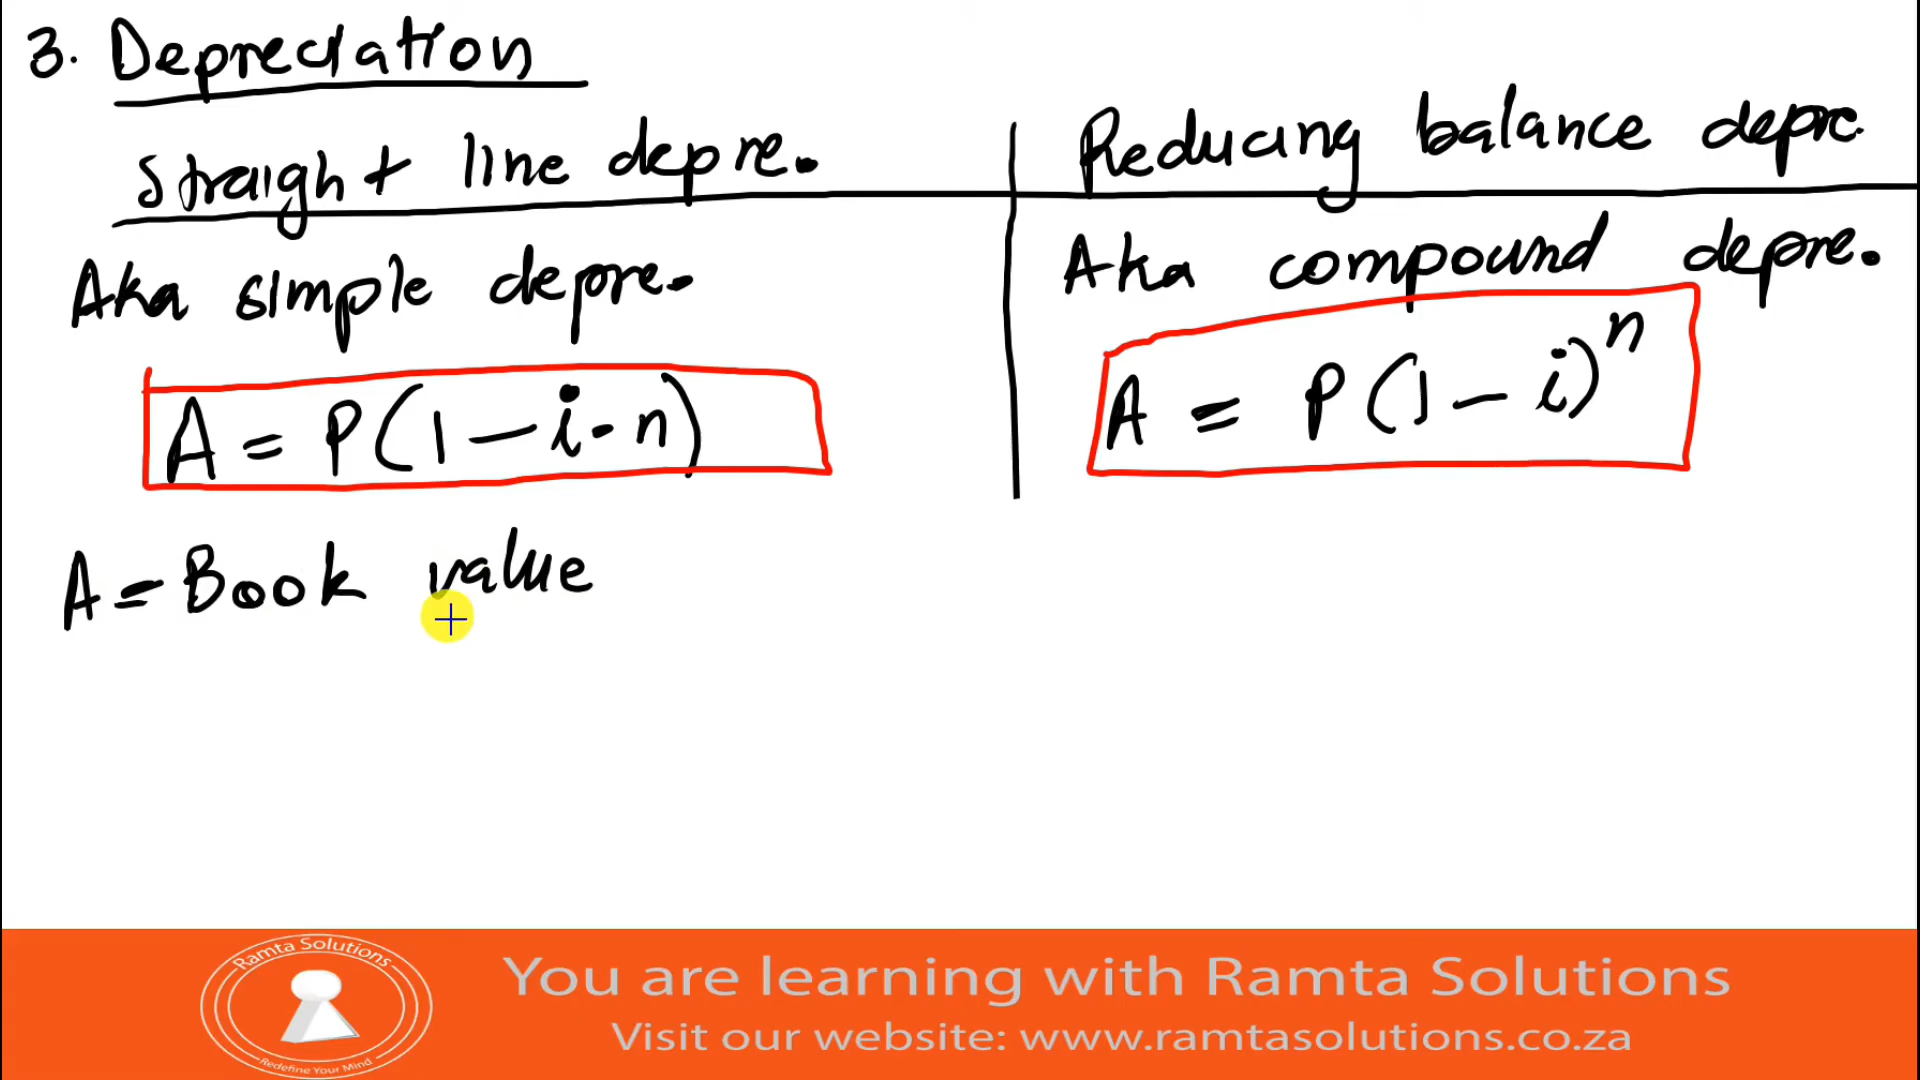 3. Depreciation
Straight line depre.
Aka simple depre.
A = P(1 - i · n)
Reducing balance depre.
Aka compound depre.
A = P(1 - i)^n
A = Book value
Ramta Solutions
Redefine Your Mind
You are learning with Ramta Solutions
Visit our website: www.ramtasolutions.co.za